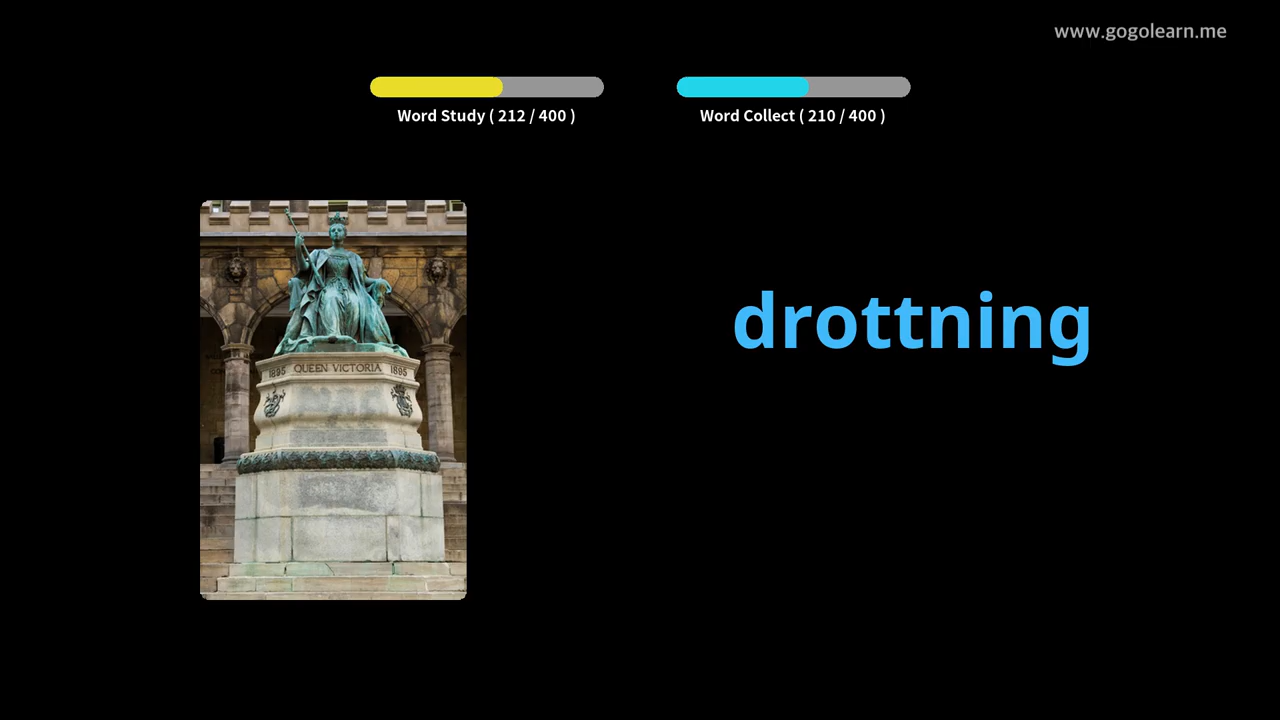 www.gogolearn.me
Word Study ( 212 / 400 )
Word Collect ( 210 / 400 )
drottning
1895 QUEEN VICTORIA 1895